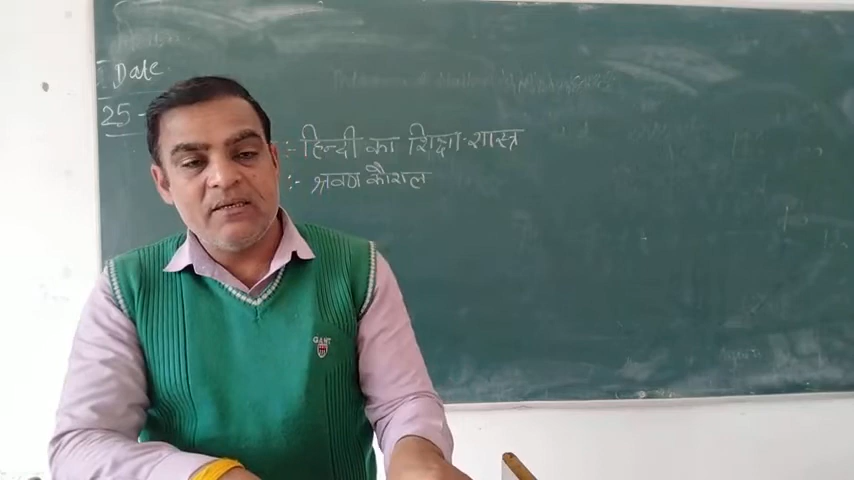 Date
25-
:- हिन्दी का शिक्षा-शास्त्र
:- श्रवण कौशल
GANT